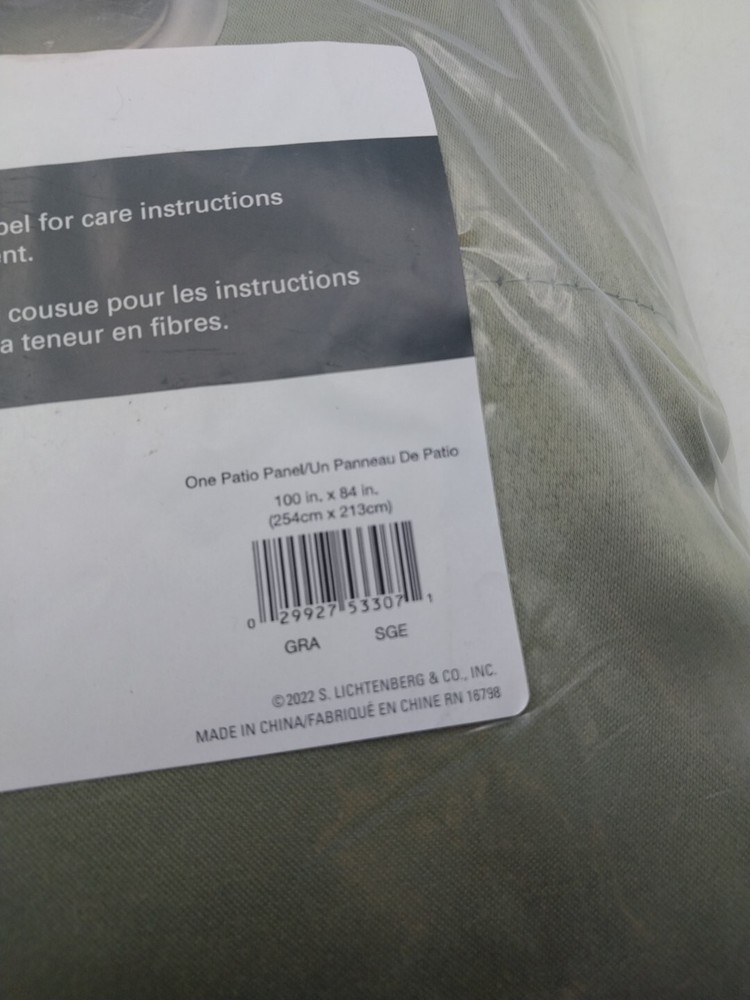 for care instructions
cousue pour les instructions
a teneur en fibres.
One Patio Panel/Un Panneau De Patio
100 in. x 84 in.
(254cm x 213cm)
0 29927 53307 1
GRA SGE
©2022 S. LICHTENBERG & CO., INC.
MADE IN CHINA/FABRIQUÉ EN CHINE RN 16798